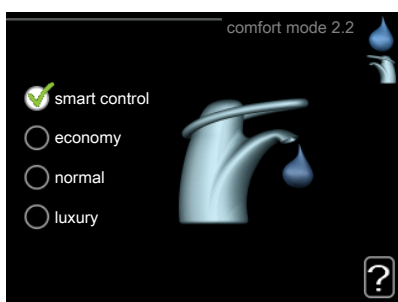 comfort mode 2.2
smart control
economy
normal
luxury
?